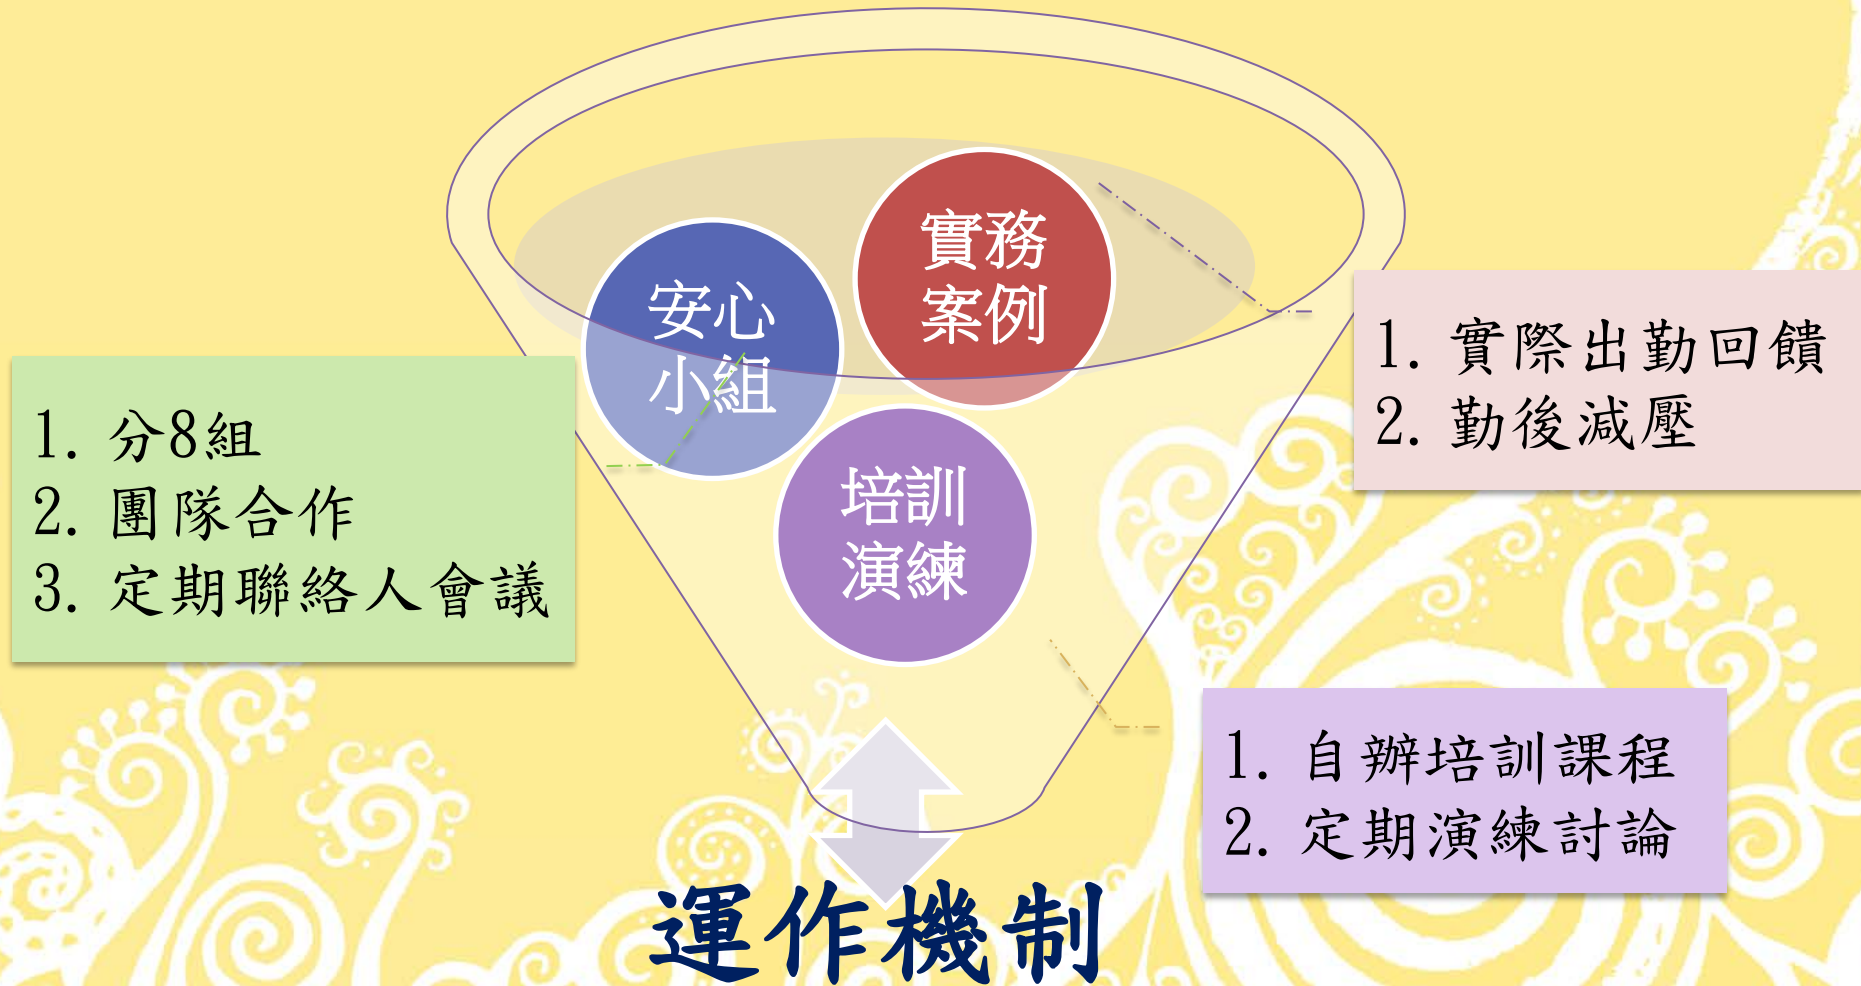 實務
案例
安心
小組
培訓
演練
1. 分8組
2. 團隊合作
3. 定期聯絡人會議
1. 實際出勤回饋
2. 勤後減壓
1. 自辦培訓課程
2. 定期演練討論
運作機制